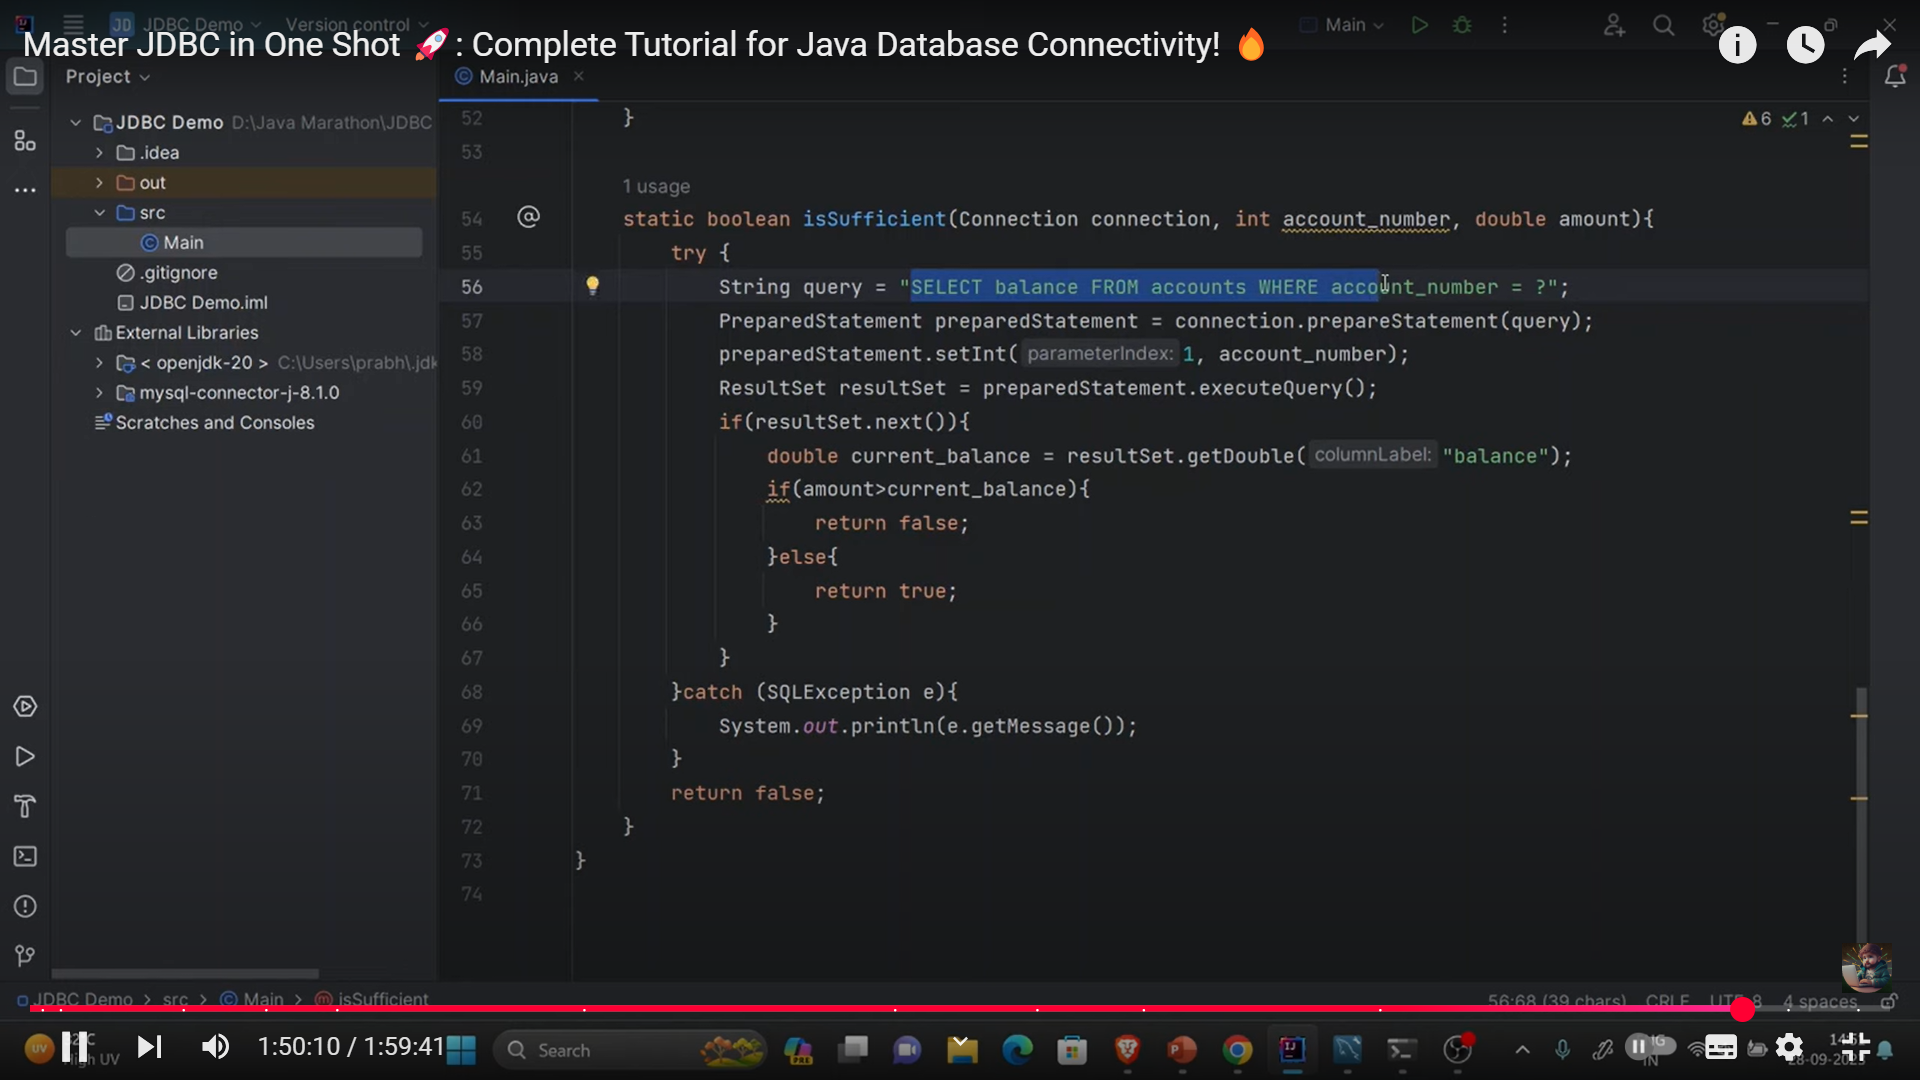 JD JDBC Demo Version control Main
Master JDBC in One Shot 🚀: Complete Tutorial for Java Database Connectivity! 🔥
Project
Main.java
JDBC Demo D:\Java Marathon\JDBC
.idea
out
src
Main
.gitignore
JDBC Demo.iml
External Libraries
< openjdk-20 > C:\Users\prabh\.jdk
mysql-connector-j-8.1.0
Scratches and Consoles
6 1
52 }
53
1 usage
54 @ static boolean isSufficient(Connection connection, int account_number, double amount){
55 try {
56 String query = "SELECT balance FROM accounts WHERE account_number = ?";
57 PreparedStatement preparedStatement = connection.prepareStatement(query);
58 preparedStatement.setInt( parameterIndex: 1, account_number);
59 ResultSet resultSet = preparedStatement.executeQuery();
60 if(resultSet.next()){
61 double current_balance = resultSet.getDouble( columnLabel: "balance");
62 if(amount>current_balance){
63 return false;
64 }else{
65 return true;
66 }
67 }
68 }catch (SQLException e){
69 System.out.println(e.getMessage());
70 }
71 return false;
72 }
73 }
74
JDBC Demo > src > Main > isSufficient 56:68 (39 chars) CRLF UTF-8 4 spaces
UV High UV
1:50:10 / 1:59:41
Search
PRE
IN
28-09-